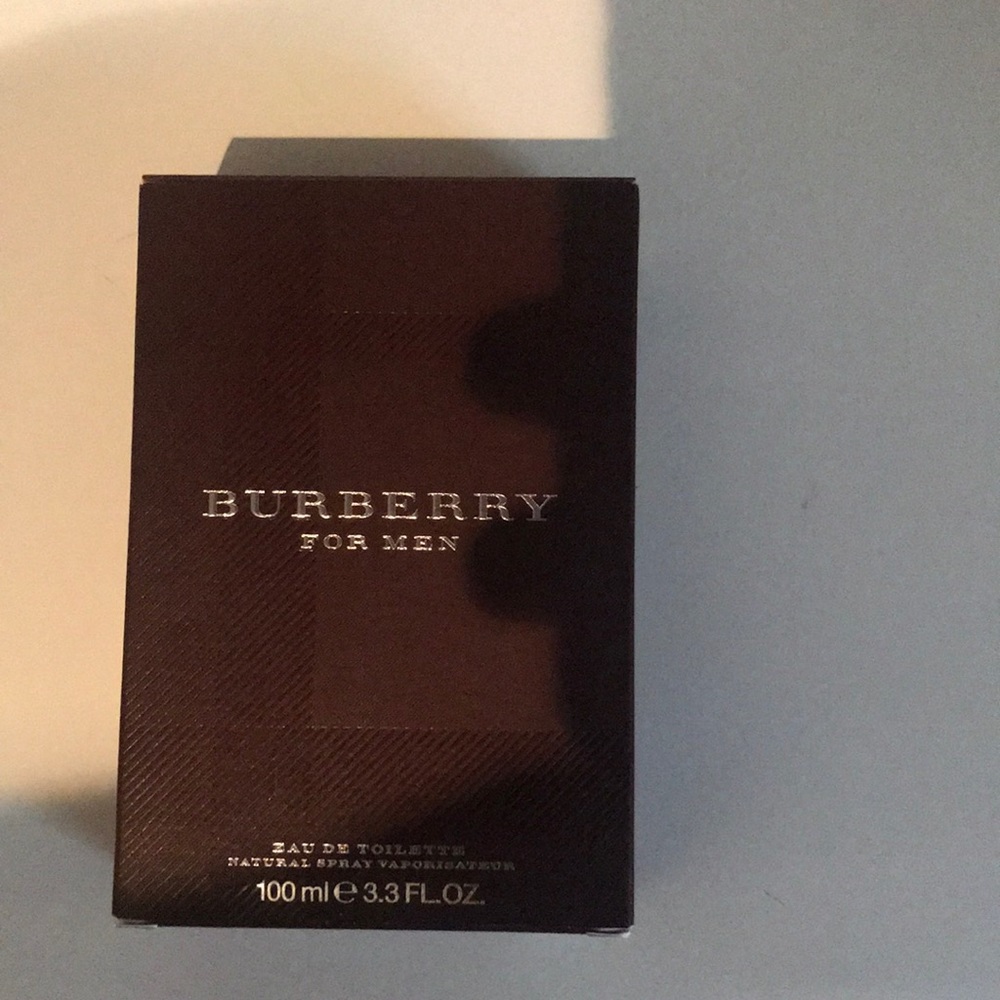 BURBERRY
FOR MEN
EAU DE TOILETTE
NATURAL SPRAY VAPORISATEUR
100 ml ℮ 3.3 FL.OZ.